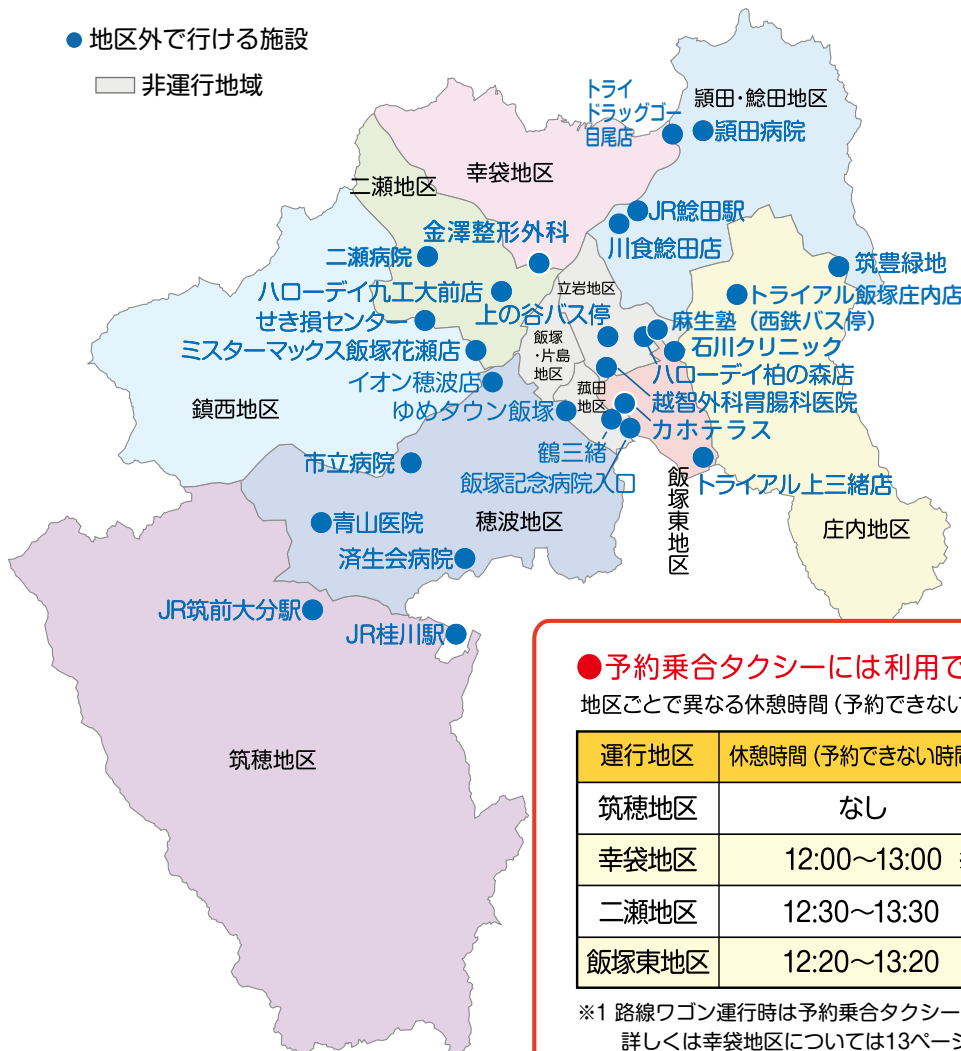 ●地区外で行ける施設
非運行地域
トライ
ドラッグゴー
目尾店
頴田・鯰田地区
頴田病院
幸袋地区
二瀬地区
JR鯰田駅
川食鯰田店
金澤整形外科
二瀬病院
筑豊緑地
立岩地区
ハローデイ九工大前店
トライアル飯塚庄内店
上の谷バス停
せき損センター
麻生塾（西鉄バス停）
飯塚
・片島
地区
石川クリニック
ミスターマックス飯塚花瀬店
ハローデイ柏の森店
イオン穂波店
菰田
地区
越智外科胃腸科医院
鎮西地区
ゆめタウン飯塚
カホテラス
鶴三緒
市立病院
飯塚記念病院入口
トライアル上三緒店
飯塚東地区
穂波地区
庄内地区
青山医院
済生会病院
JR筑前大分駅
JR桂川駅
筑穂地区
●予約乗合タクシーには利用で
地区ごとで異なる休憩時間（予約できない
運行地区 休憩時間（予約できない時間
筑穂地区 なし
幸袋地区 12:00～13:00
二瀬地区 12:30～13:30
飯塚東地区 12:20～13:20
※1 路線ワゴン運行時は予約乗合タクシー
詳しくは幸袋地区については13ページ